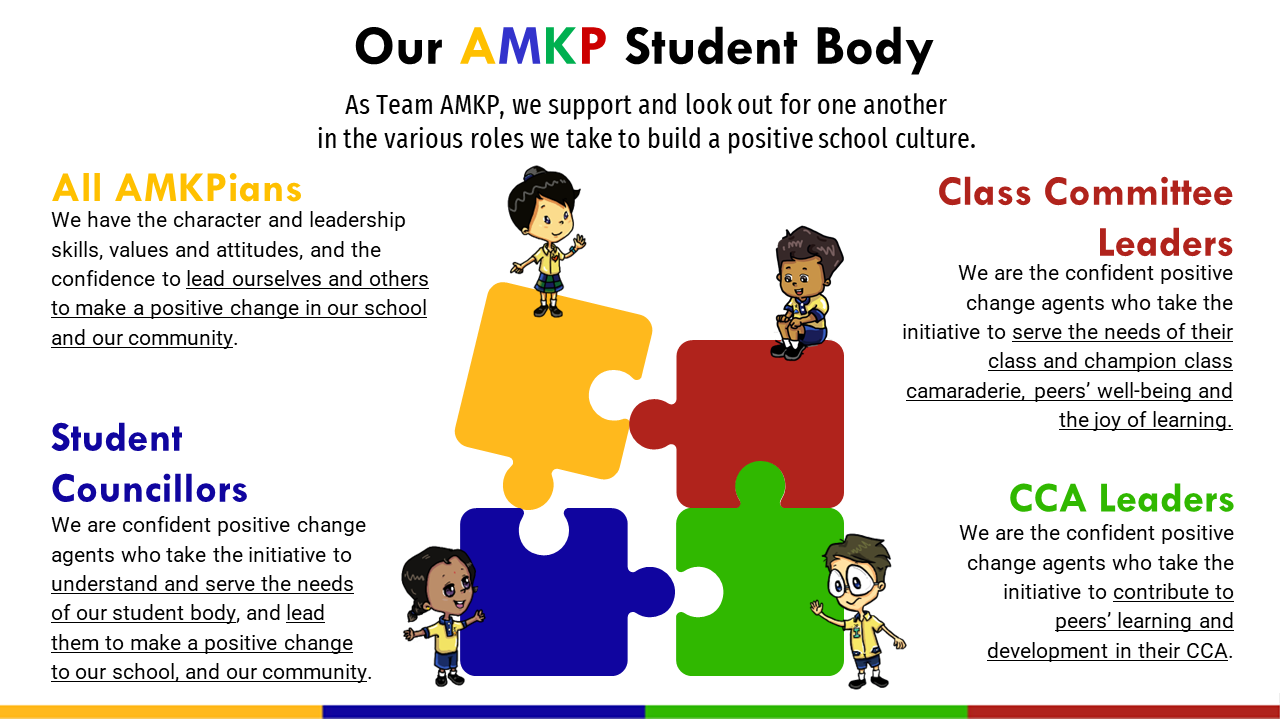 Our AMKP Student Body
As Team AMKP, we support and look out for one another
in the various roles we take to build a positive school culture.
All AMKPians
We have the character and leadership
skills, values and attitudes, and the
confidence to lead ourselves and others
to make a positive change in our school
and our community.
Student
Councillors
We are confident positive change
agents who take the initiative to
understand and serve the needs
of our student body, and lead
them to make a positive change
to our school, and our community.
Class Committee
Leaders
We are the confident positive
change agents who take the
initiative to serve the needs of their
class and champion class
camaraderie, peers’ well-being and
the joy of learning.
CCA Leaders
We are the confident positive
change agents who take the
initiative to contribute to
peers’ learning and
development in their CCA.